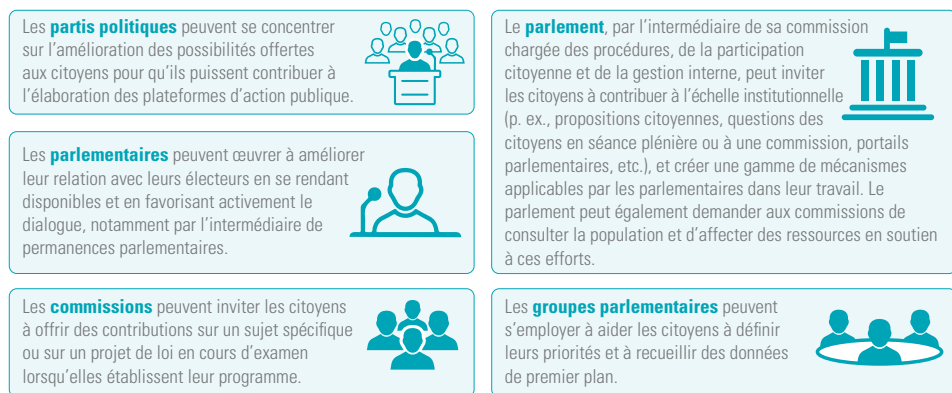 Les partis politiques peuvent se concentrer
sur l’amélioration des possibilités offertes
aux citoyens pour qu’ils puissent contribuer à
l’élaboration des plateformes d’action publique.
Les parlementaires peuvent œuvrer à améliorer
leur relation avec leurs électeurs en se rendant
disponibles et en favorisant activement le
dialogue, notamment par l’intermédiaire de
permanences parlementaires.
Les commissions peuvent inviter les citoyens
à offrir des contributions sur un sujet spécifique
ou sur un projet de loi en cours d’examen
lorsqu’elles établissent leur programme.
Le parlement, par l’intermédiaire de sa commission
chargée des procédures, de la participation
citoyenne et de la gestion interne, peut inviter
les citoyens à contribuer à l’échelle institutionnelle
(p. ex., propositions citoyennes, questions des
citoyens en séance plénière ou à une commission, portails
parlementaires, etc.), et créer une gamme de mécanismes
applicables par les parlementaires dans leur travail. Le
parlement peut également demander aux commissions de
consulter la population et d’affecter des ressources en soutien
à ces efforts.
Les groupes parlementaires peuvent
s’employer à aider les citoyens à définir
leurs priorités et à recueillir des données
de premier plan.